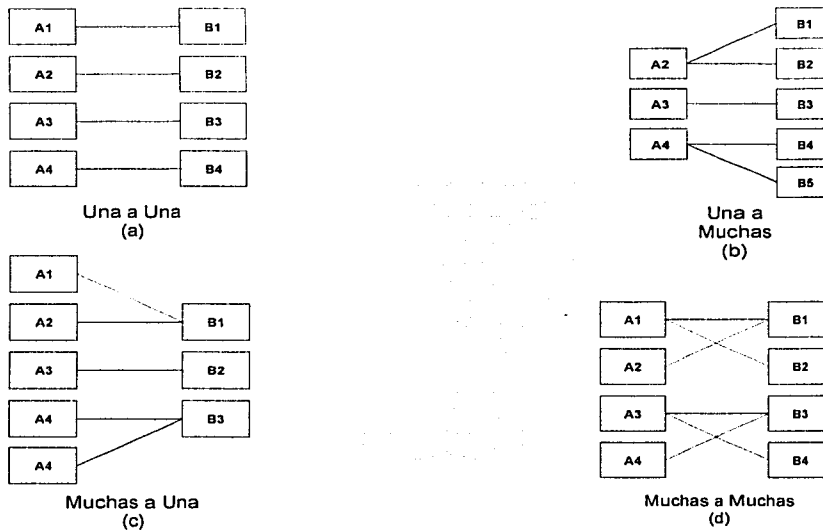 A1 B1
A2 B2
A3 B3
A4 B4
Una a Una
(a)
B1
A2 B2
A3 B3
A4 B4
B5
Una a
Muchas
(b)
A1
A2 B1
A3 B2
A4 B3
A4
Muchas a Una
(c)
A1 B1
A2 B2
A3 B3
A4 B4
Muchas a Muchas
(d)